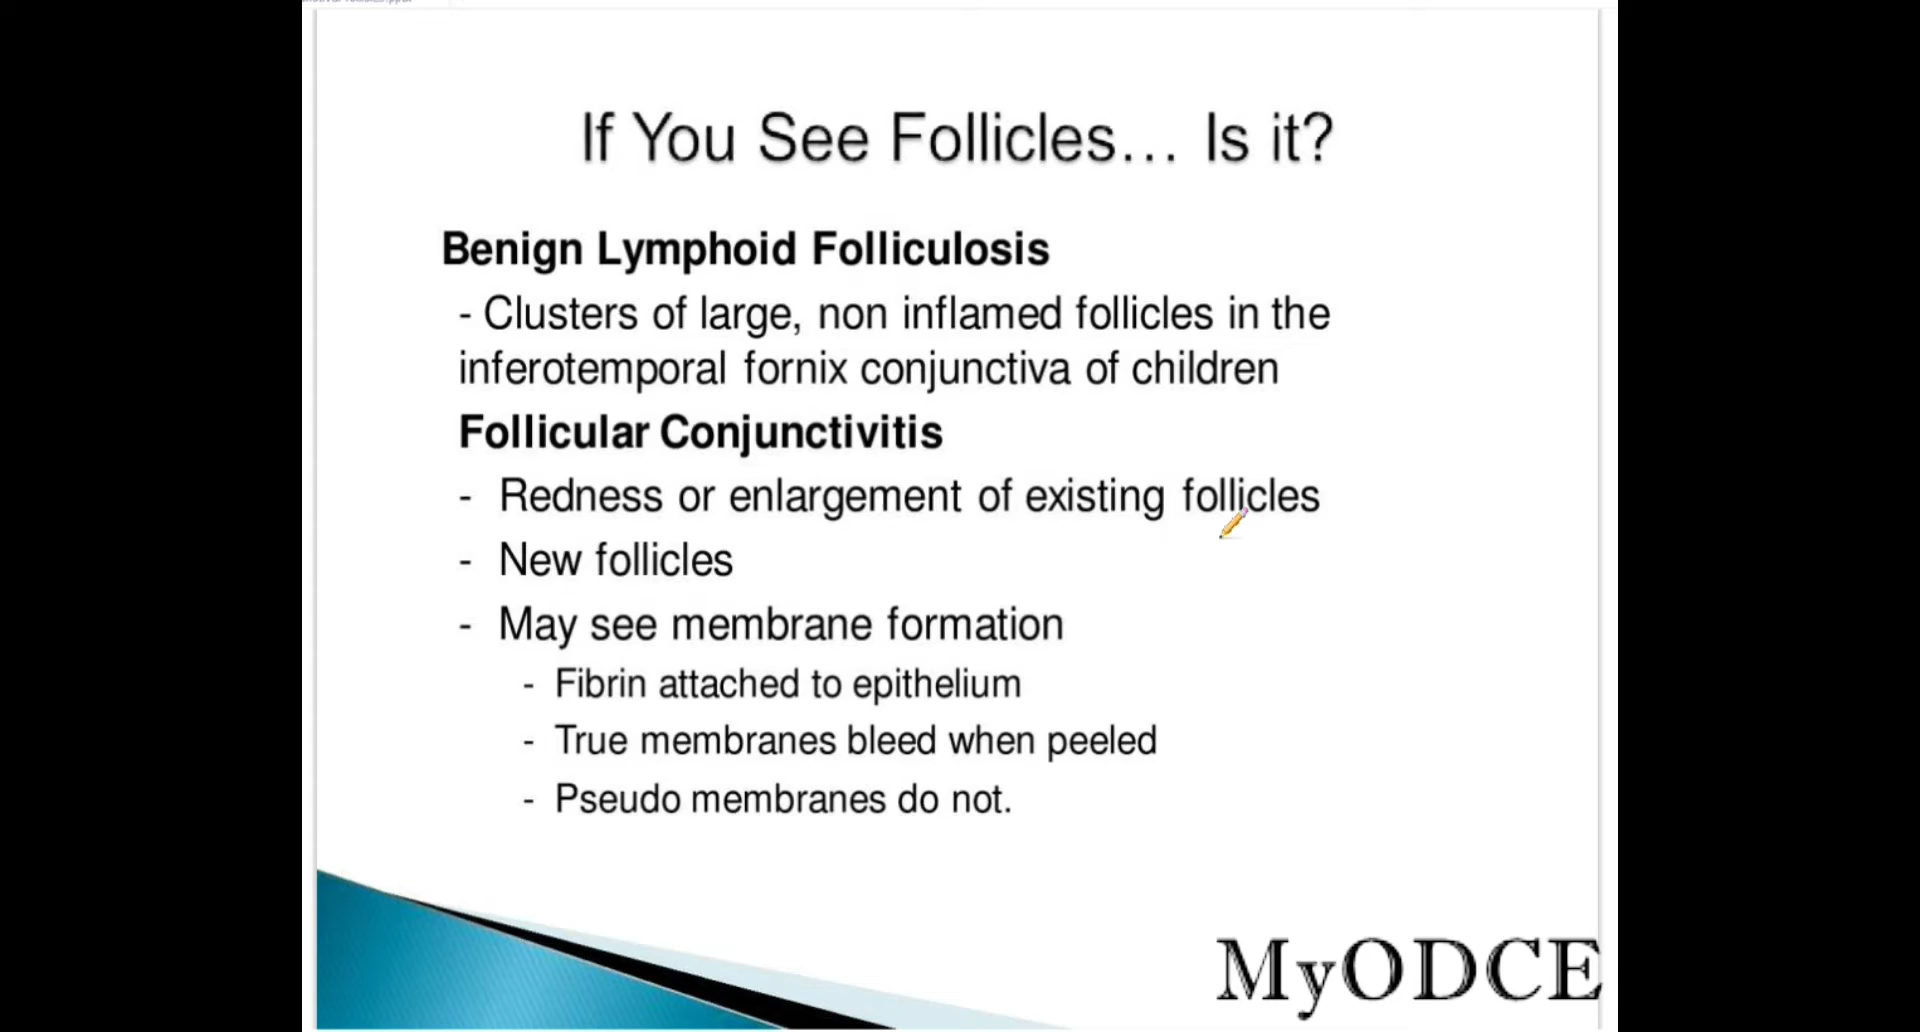 If You See Follicles... Is it?
Benign Lymphoid Folliculosis
- Clusters of large, non inflamed follicles in the
inferotemporal fornix conjunctiva of children
Follicular Conjunctivitis
- Redness or enlargement of existing follicles
- New follicles
- May see membrane formation
- Fibrin attached to epithelium
- True membranes bleed when peeled
- Pseudo membranes do not.
MyODCE